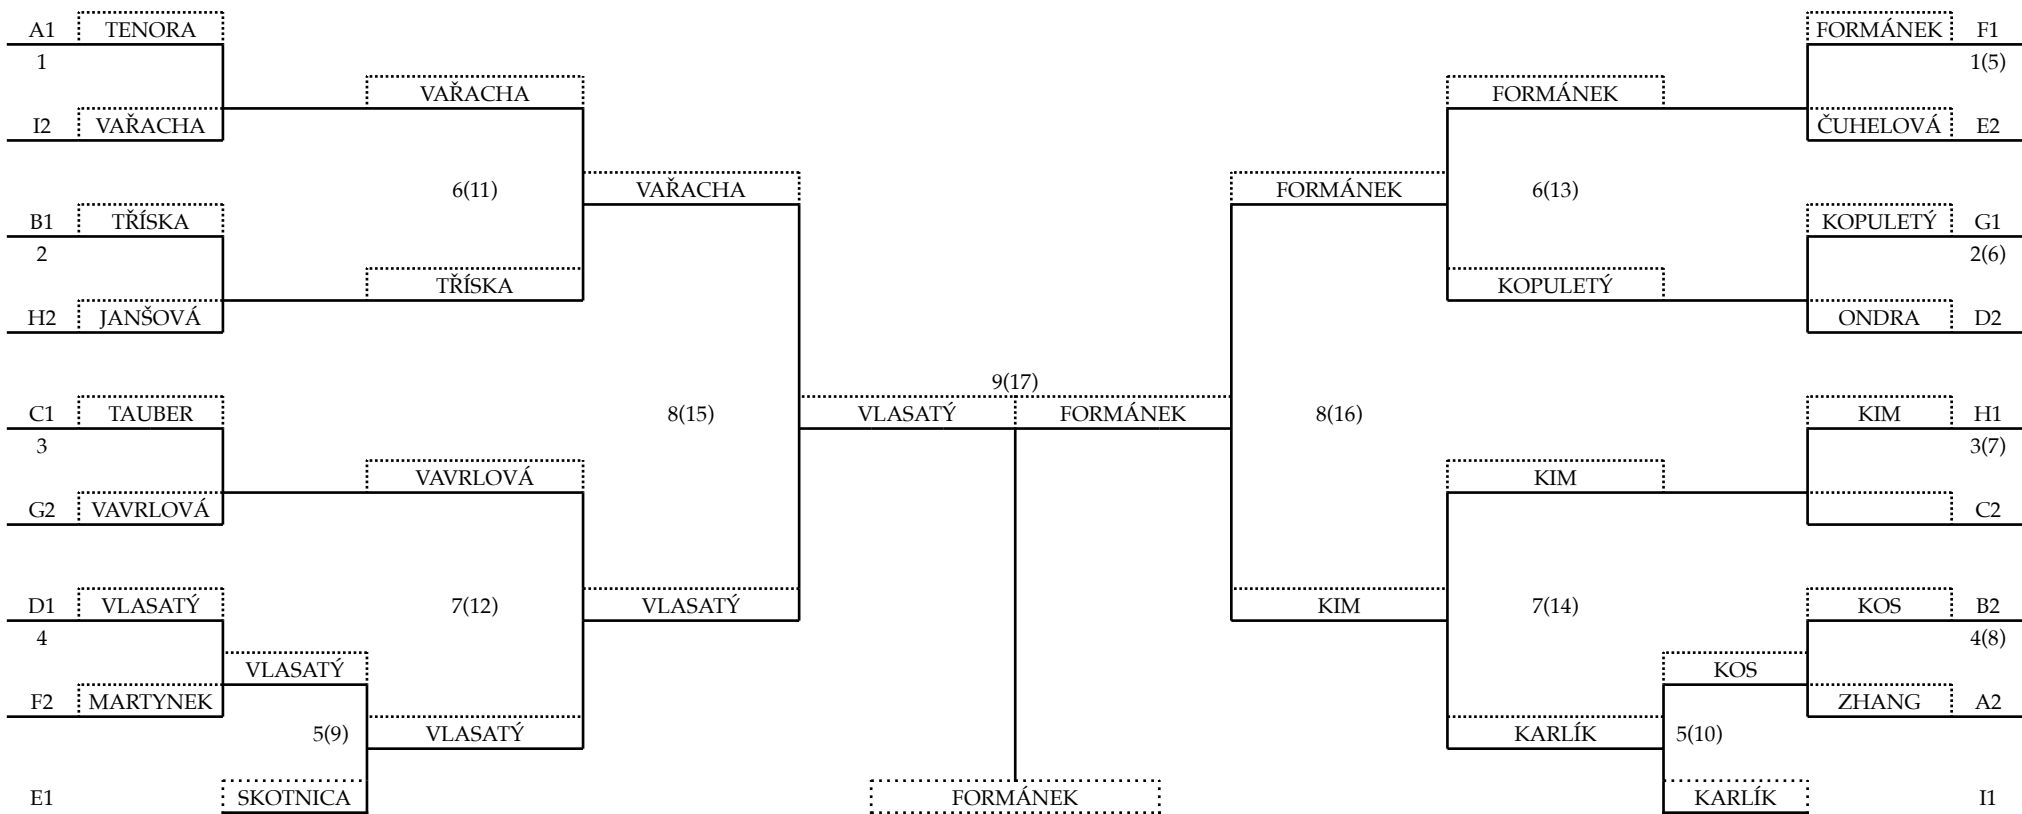 A1 TENORA FORMÁNEK F1
1 1(5)
VAŘACHA FORMÁNEK
I2 VAŘACHA ČUHELOVÁ E2
6(11) VAŘACHA FORMÁNEK 6(13)
B1 TŘÍSKA KOPULETÝ G1
2 2(6)
TŘÍSKA KOPULETÝ
H2 JANŠOVÁ ONDRA D2
9(17)
C1 TAUBER 8(15) VLASATÝ FORMÁNEK 8(16) KIM H1
3 3(7)
VAVRLOVÁ KIM
G2 VAVRLOVÁ C2
D1 VLASATÝ 7(12) VLASATÝ KIM 7(14) KOS B2
4 4(8)
VLASATÝ KOS
F2 MARTYNEK ZHANG A2
5(9) VLASATÝ KARLÍK 5(10)
E1 SKOTNICA FORMÁNEK KARLÍK I1